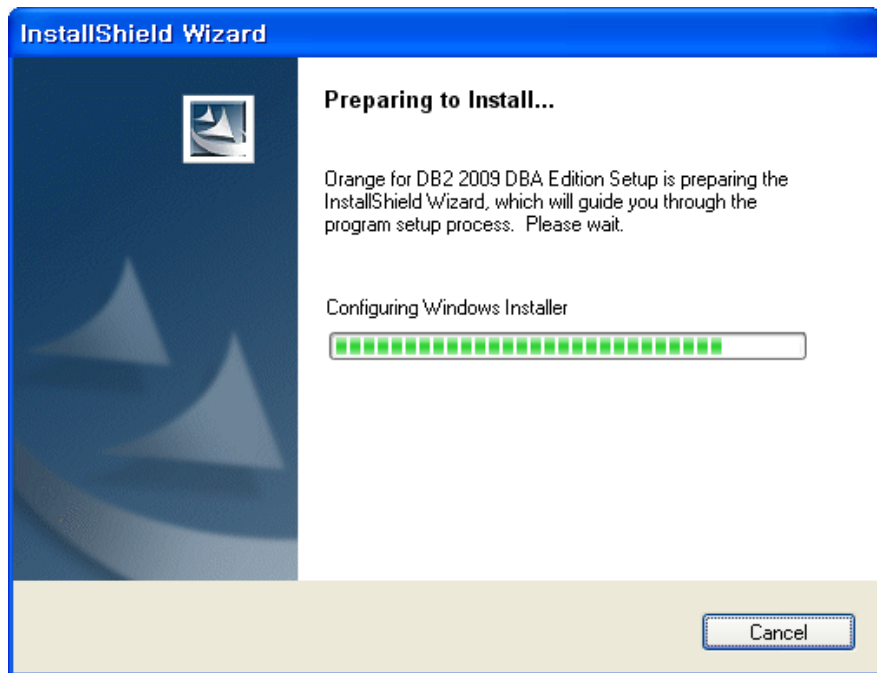 InstallShield Wizard
Preparing to Install...
Orange for DB2 2009 DBA Edition Setup is preparing the
InstallShield Wizard, which will guide you through the
program setup process.  Please wait.
Configuring Windows Installer
Cancel